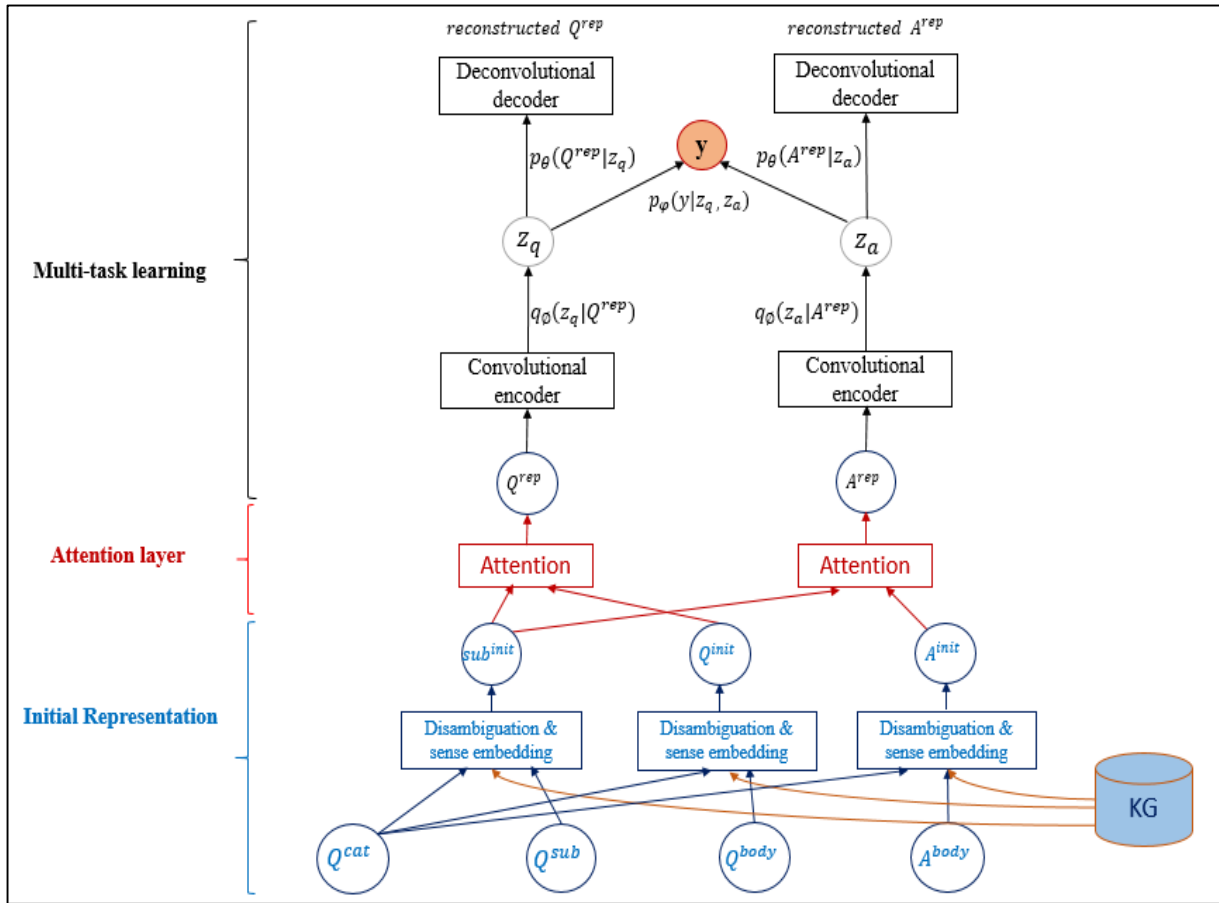 reconstructed Q^rep
reconstructed A^rep
Deconvolutional
decoder
Deconvolutional
decoder
y
p_θ(Q^rep|z_q)
p_θ(A^rep|z_a)
p_φ(y|z_q, z_a)
z_q
z_a
Multi-task learning
q_∅(z_q|Q^rep)
q_∅(z_a|A^rep)
Convolutional
encoder
Convolutional
encoder
Q^rep
A^rep
Attention layer
Attention
Attention
sub^init
Q^init
A^init
Initial Representation
Disambiguation &
sense embedding
Disambiguation &
sense embedding
Disambiguation &
sense embedding
KG
Q^cat
Q^sub
Q^body
A^body